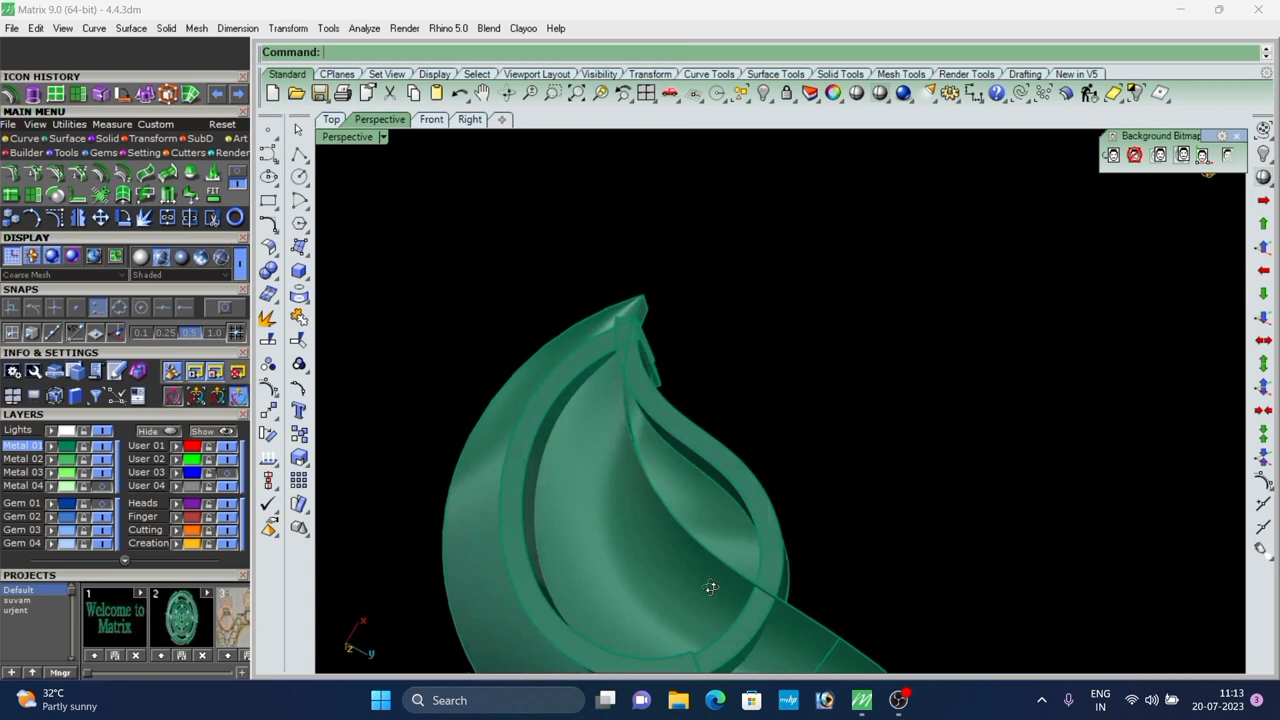 Matrix 9.0 (64-bit) - 4.4.3dm
File Edit View Curve Surface Solid Mesh Dimension Transform Tools Analyze Render Rhino 5.0 Blend Clayoo Help
Command:
ICON HISTORY
Standard CPlanes Set View Display Select Viewport Layout Visibility Transform Curve Tools Surface Tools Solid Tools Mesh Tools Render Tools Drafting New in V5
MAIN MENU
File View Utilities Measure Custom Reset
Curve Surface Solid Transform SubD Art
Builder Tools Gems Setting Cutters Render
Top Perspective Front Right
Perspective
Background Bitmap
FIT
DISPLAY
Coarse Mesh Shaded
SNAPS
0.1 0.25 0.5 1.0
INFO & SETTINGS
LAYERS
Lights Hide Show
Metal 01 User 01
Metal 02 User 02
Metal 03 User 03
Metal 04 User 04
Gem 01 Heads
Gem 02 Finger
Gem 03 Cutting
Gem 04 Creation
PROJECTS
Default
suvam
urjent
1 2 3
Welcome to Matrix
Mngr
x
z y
32°C
Partly sunny
Search
ENG
IN
11:13
20-07-2023
3